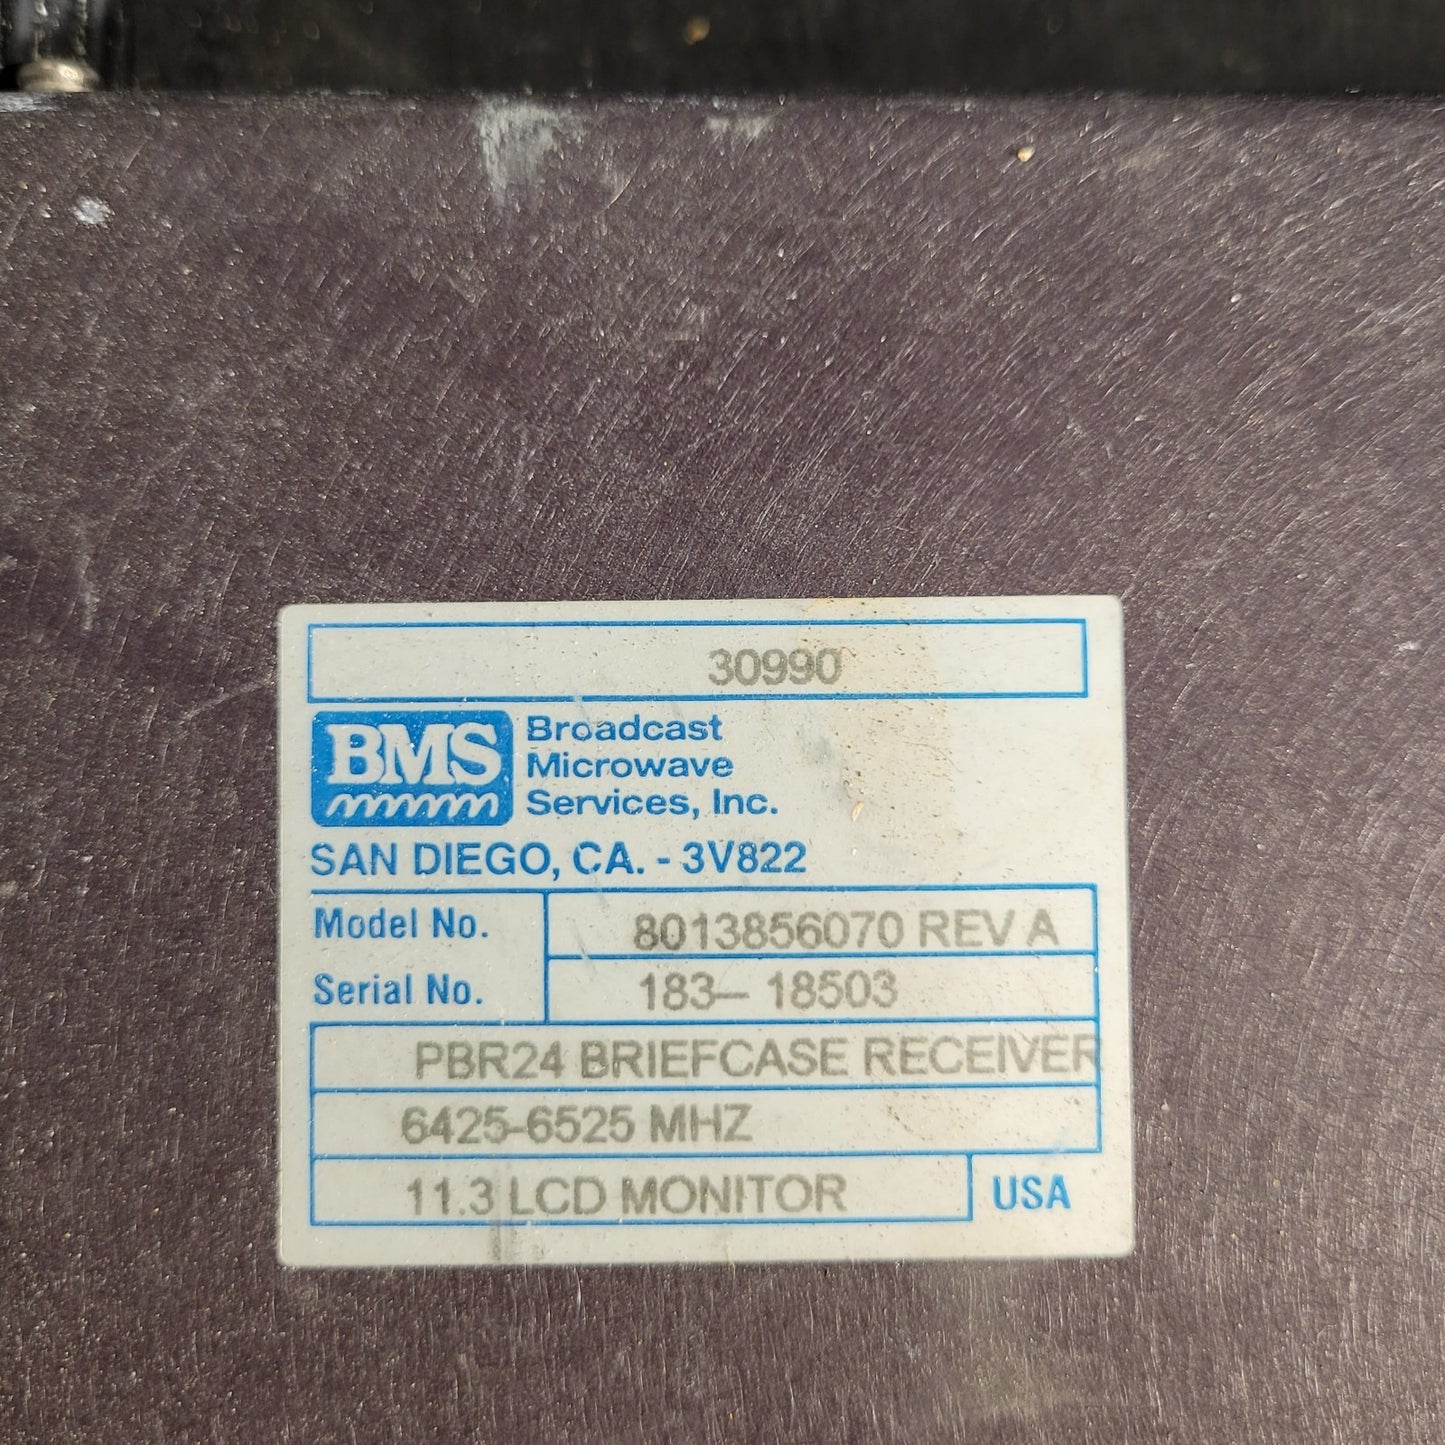 30990
BMS
Broadcast
Microwave
Services, Inc.
SAN DIEGO, CA. - 3V822
Model No. 8013856070 REV A
Serial No. 183– 18503
PBR24 BRIEFCASE RECEIVER
6425-6525 MHZ
11.3 LCD MONITOR USA